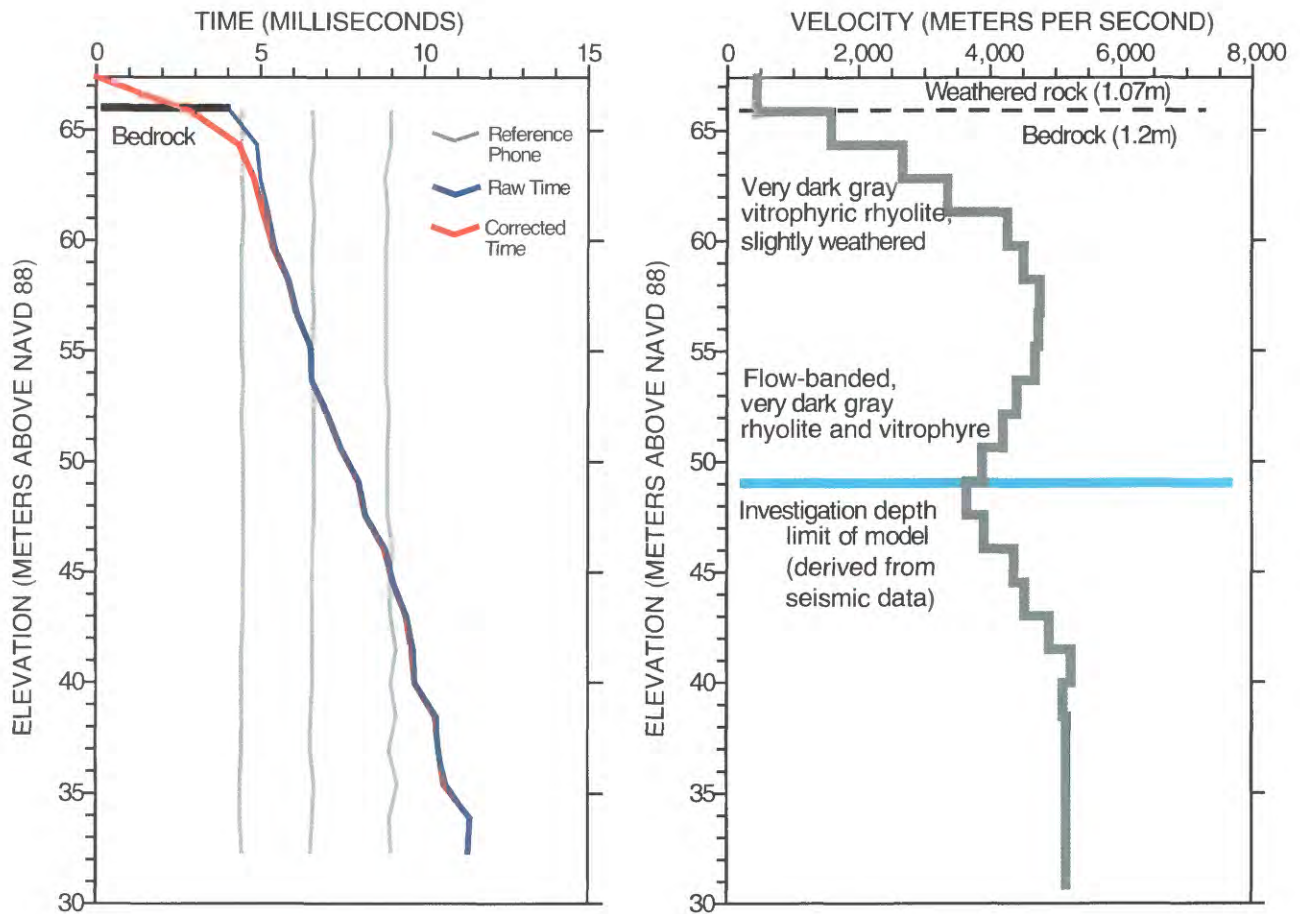 TIME (MILLISECONDS)
0 5 10 15
65
60
55
50
45
40
35
30
ELEVATION (METERS ABOVE NAVD 88)
Bedrock
Reference
Phone
Raw Time
Corrected
Time
VELOCITY (METERS PER SECOND)
0 2,000 4,000 6,000 8,000
65
60
55
50
45
40
35
30
ELEVATION (METERS ABOVE NAVD 88)
Weathered rock (1.07m)
Bedrock (1.2m)
Very dark gray
vitrophyric rhyolite,
slightly weathered
Flow-banded,
very dark gray
rhyolite and vitrophyre
Investigation depth
limit of model
(derived from
seismic data)